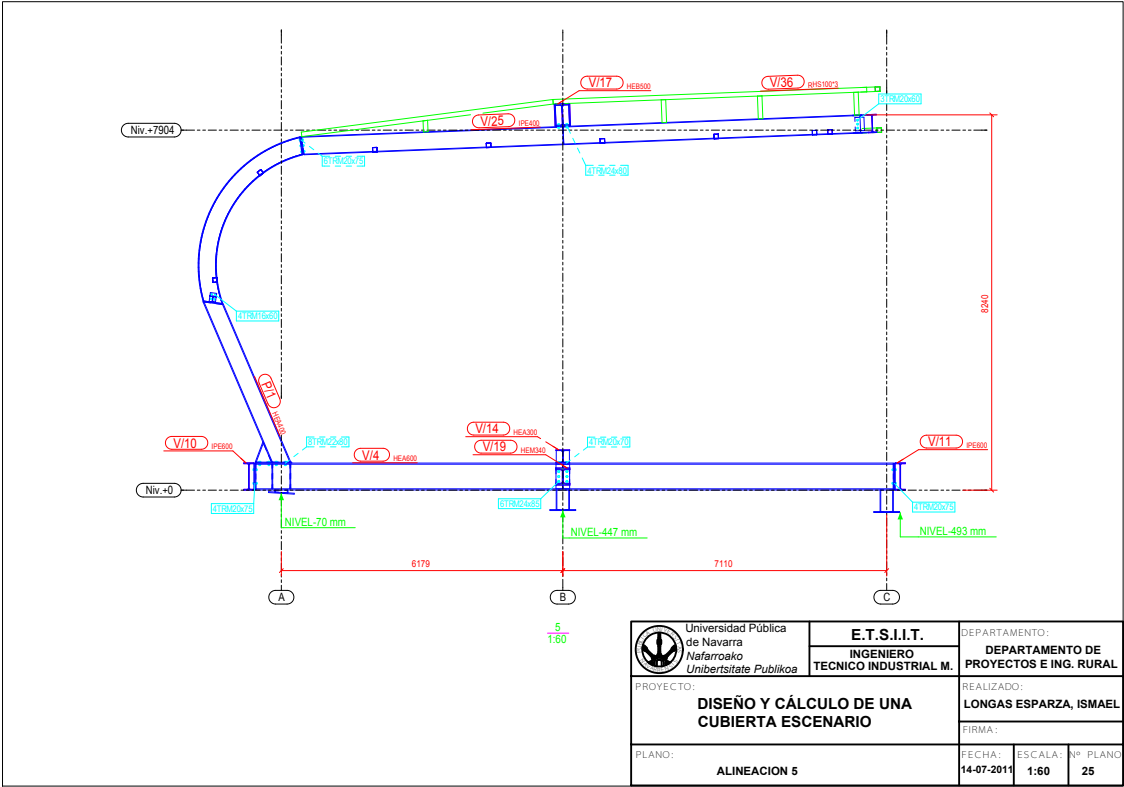 V/17 HEB500
V/36 RHS100*3
3TRM20x60
V/25 IPE400
Niv.+7904
4TRM24x80
8240
4TRM16x60
P/1
V/14 HEA300
V/10 IPE600
V/19 HEM340
4TRM20x70
V/11 IPE600
V/4 HEA600
Niv.+0
4TRM20x75
4TRM20x75
NIVEL-70 mm
NIVEL-447 mm
NIVEL-493 mm
6179
7110
A
B
C
5
1:60
Universidad Pública
de Navarra
Nafarroako
Unibertsitate Publikoa
E.T.S.I.I.T.
INGENIERO
TECNICO INDUSTRIAL M.
DEPARTAMENTO:
DEPARTAMENTO DE
PROYECTOS E ING. RURAL
PROYECTO:
DISEÑO Y CÁLCULO DE UNA
CUBIERTA ESCENARIO
REALIZADO:
LONGAS ESPARZA, ISMAEL
FIRMA:
PLANO:
ALINEACION 5
FECHA:
14-07-2011
ESCALA:
1:60
Nº PLANO
25